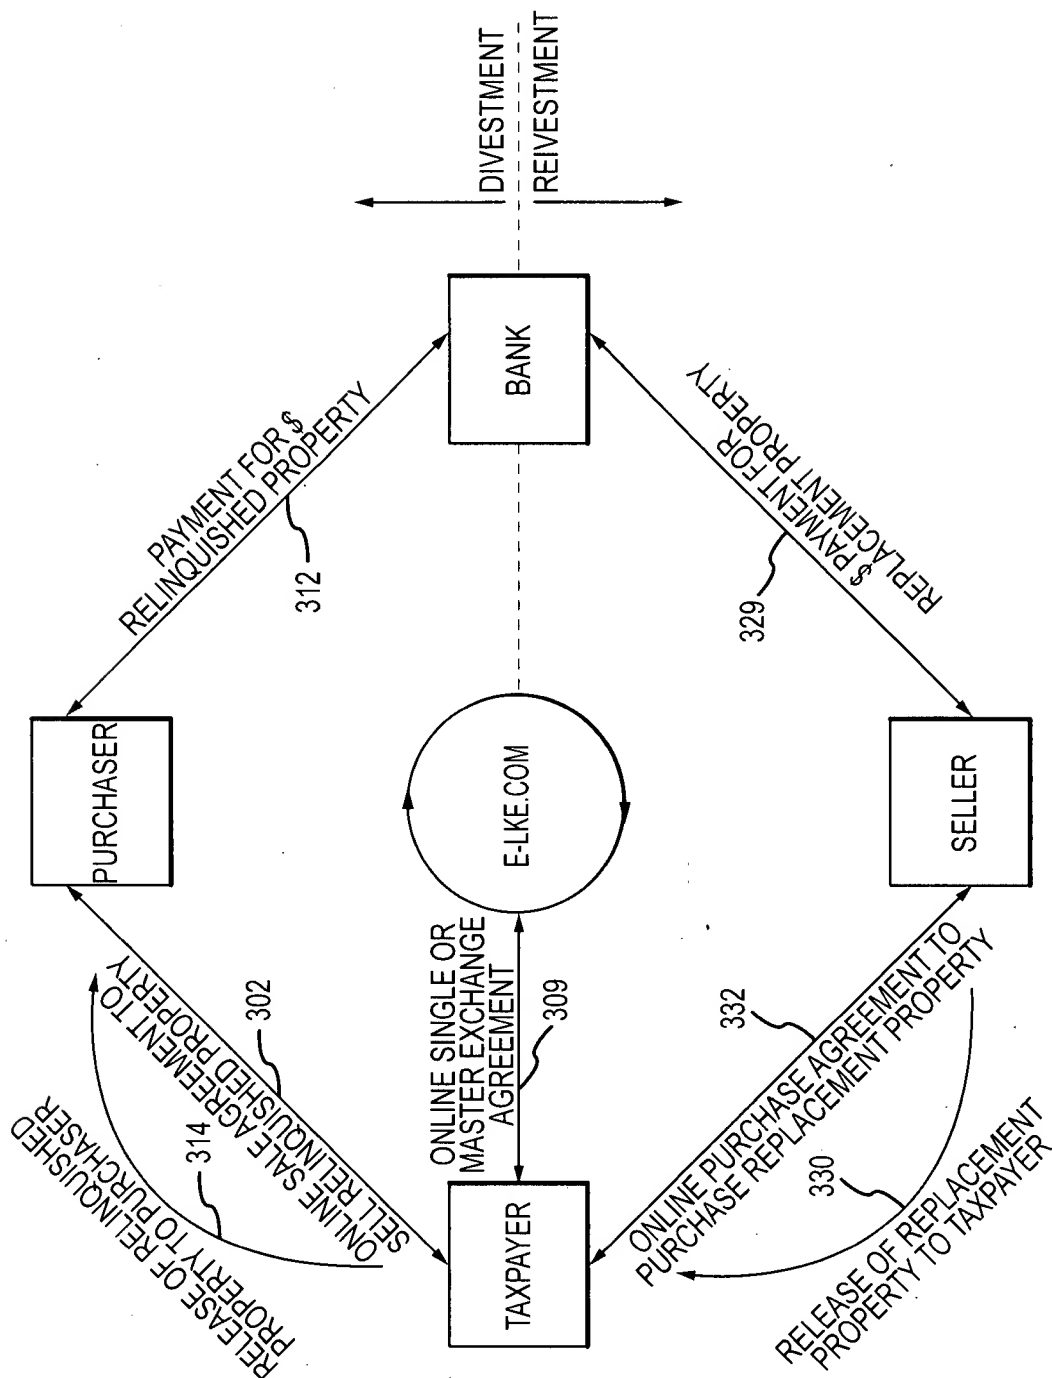 PURCHASER
RELEASE OF RELINQUISHED
PROPERTY TO PURCHASER
314
ONLINE SALE AGREEMENT TO
SELL RELINQUISHED PROPERTY
302
PAYMENT FOR $
RELINQUISHED PROPERTY
312
TAXPAYER
ONLINE SINGLE OR
MASTER EXCHANGE
AGREEMENT
309
E-LKE.COM
BANK
DIVESTMENT
REIVESTMENT
ONLINE PURCHASE AGREEMENT TO
PURCHASE REPLACEMENT PROPERTY
332
330
RELEASE OF REPLACEMENT
PROPERTY TO TAXPAYER
329
$ PAYMENT FOR
REPLACEMENT PROPERTY
SELLER